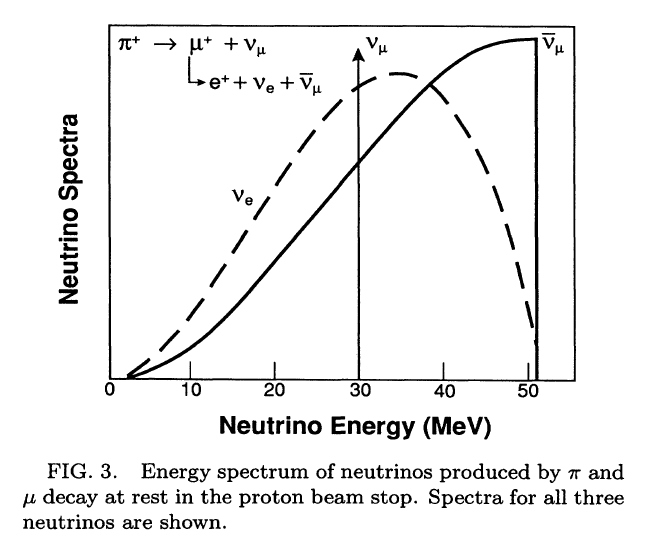 π⁺ → μ⁺ + ν_μ
e⁺ + ν_e + ν̄_μ
ν_μ
ν̄_μ
ν_e
Neutrino Spectra
0 10 20 30 40 50
Neutrino Energy (MeV)
FIG. 3. Energy spectrum of neutrinos produced by π and
μ decay at rest in the proton beam stop. Spectra for all three
neutrinos are shown.